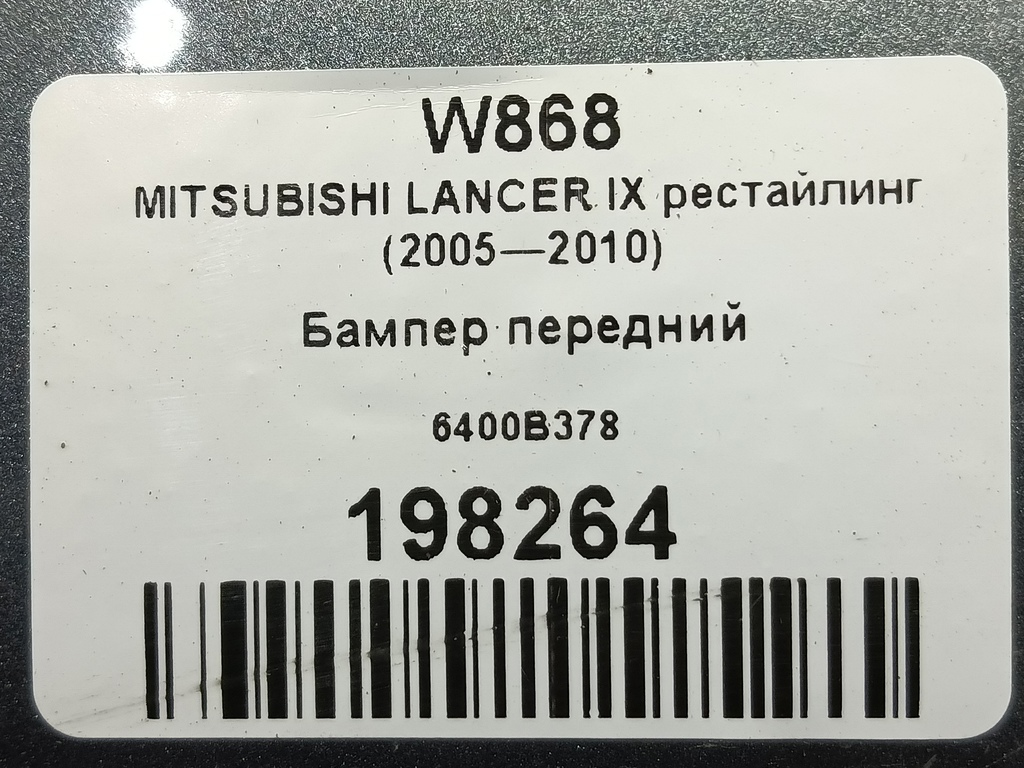 W868
MITSUBISHI LANCER IX рестайлинг
(2005—2010)
Бампер передний
6400B378
198264